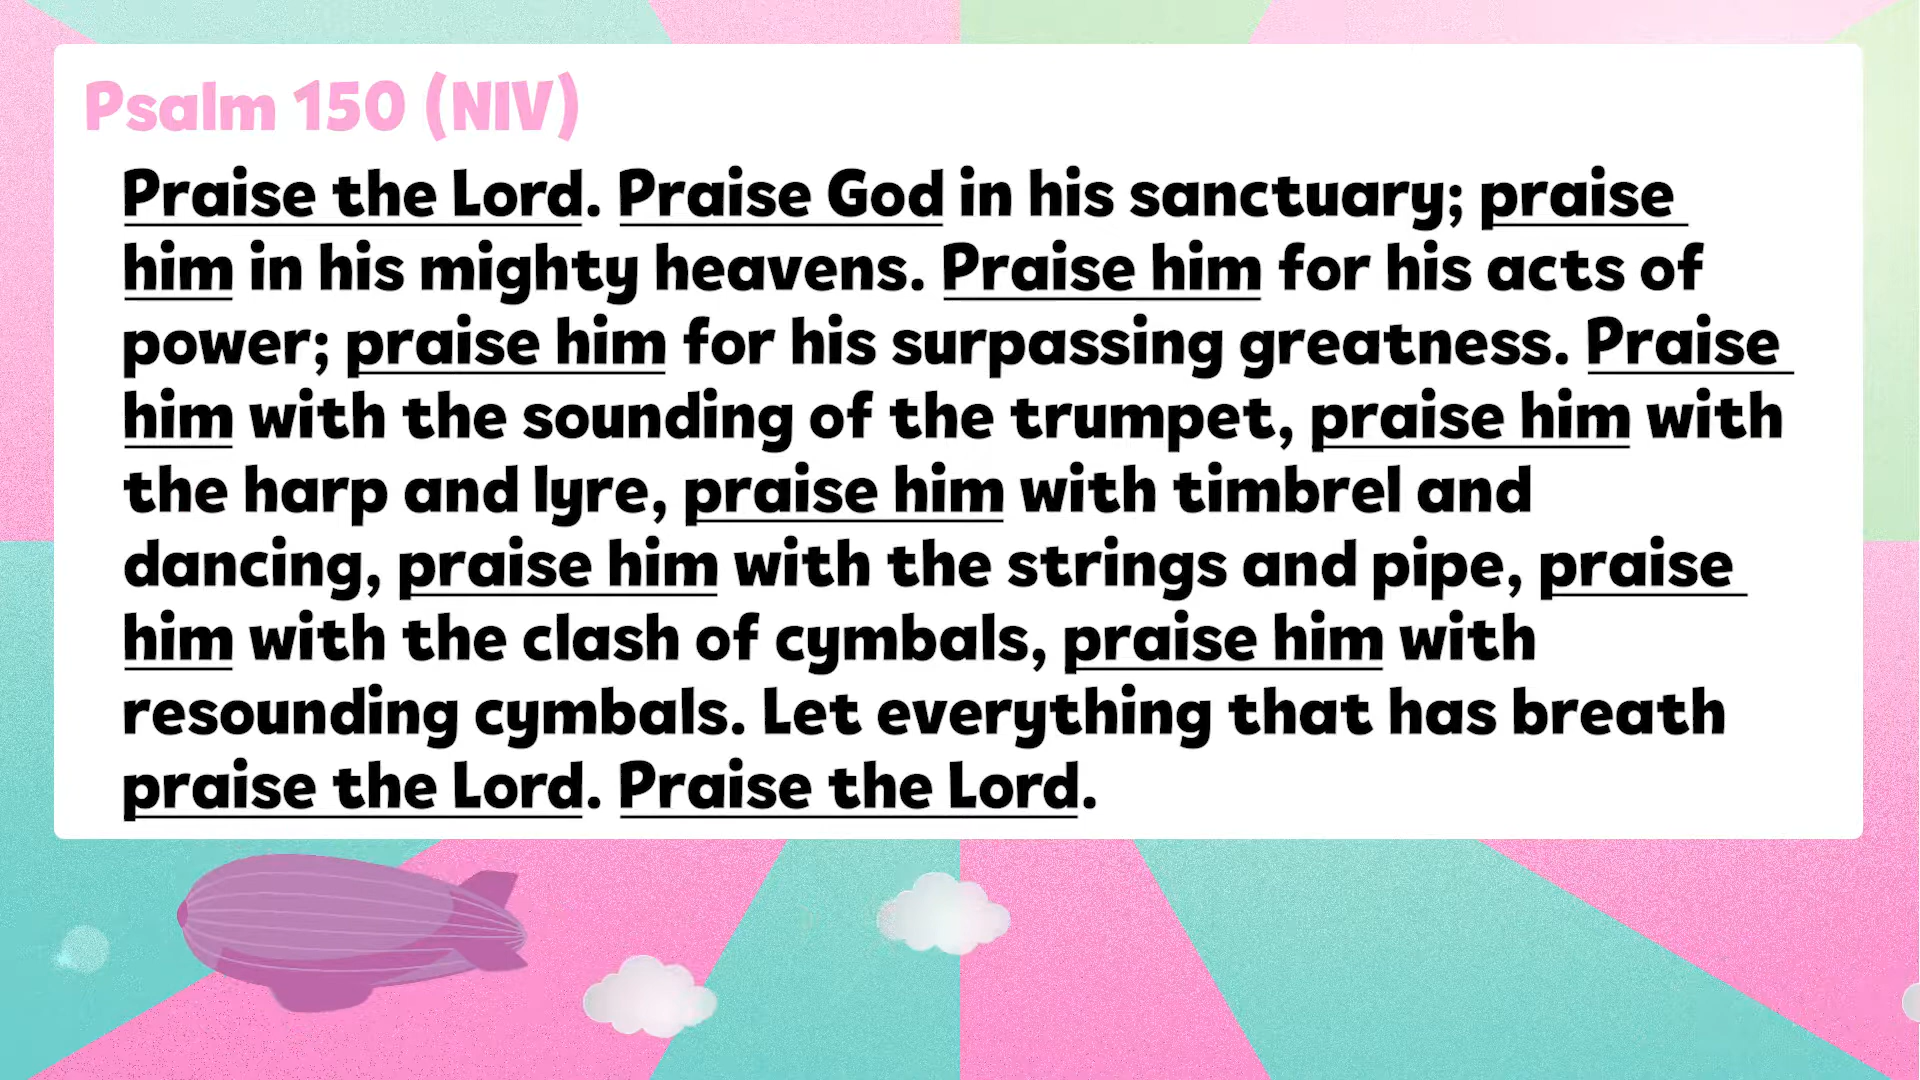 Psalm 150 (NIV)
Praise the Lord. Praise God in his sanctuary; praise
him in his mighty heavens. Praise him for his acts of
power; praise him for his surpassing greatness. Praise
him with the sounding of the trumpet, praise him with
the harp and lyre, praise him with timbrel and
dancing, praise him with the strings and pipe, praise
him with the clash of cymbals, praise him with
resounding cymbals. Let everything that has breath
praise the Lord. Praise the Lord.